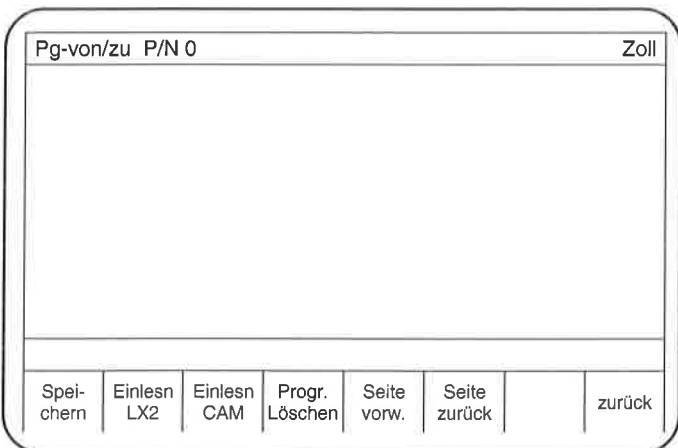 Pg-von/zu P/N 0 Zoll
Spei-
chern
Einlesn
LX2
Einlesn
CAM
Progr.
Löschen
Seite
vorw.
Seite
zurück
zurück